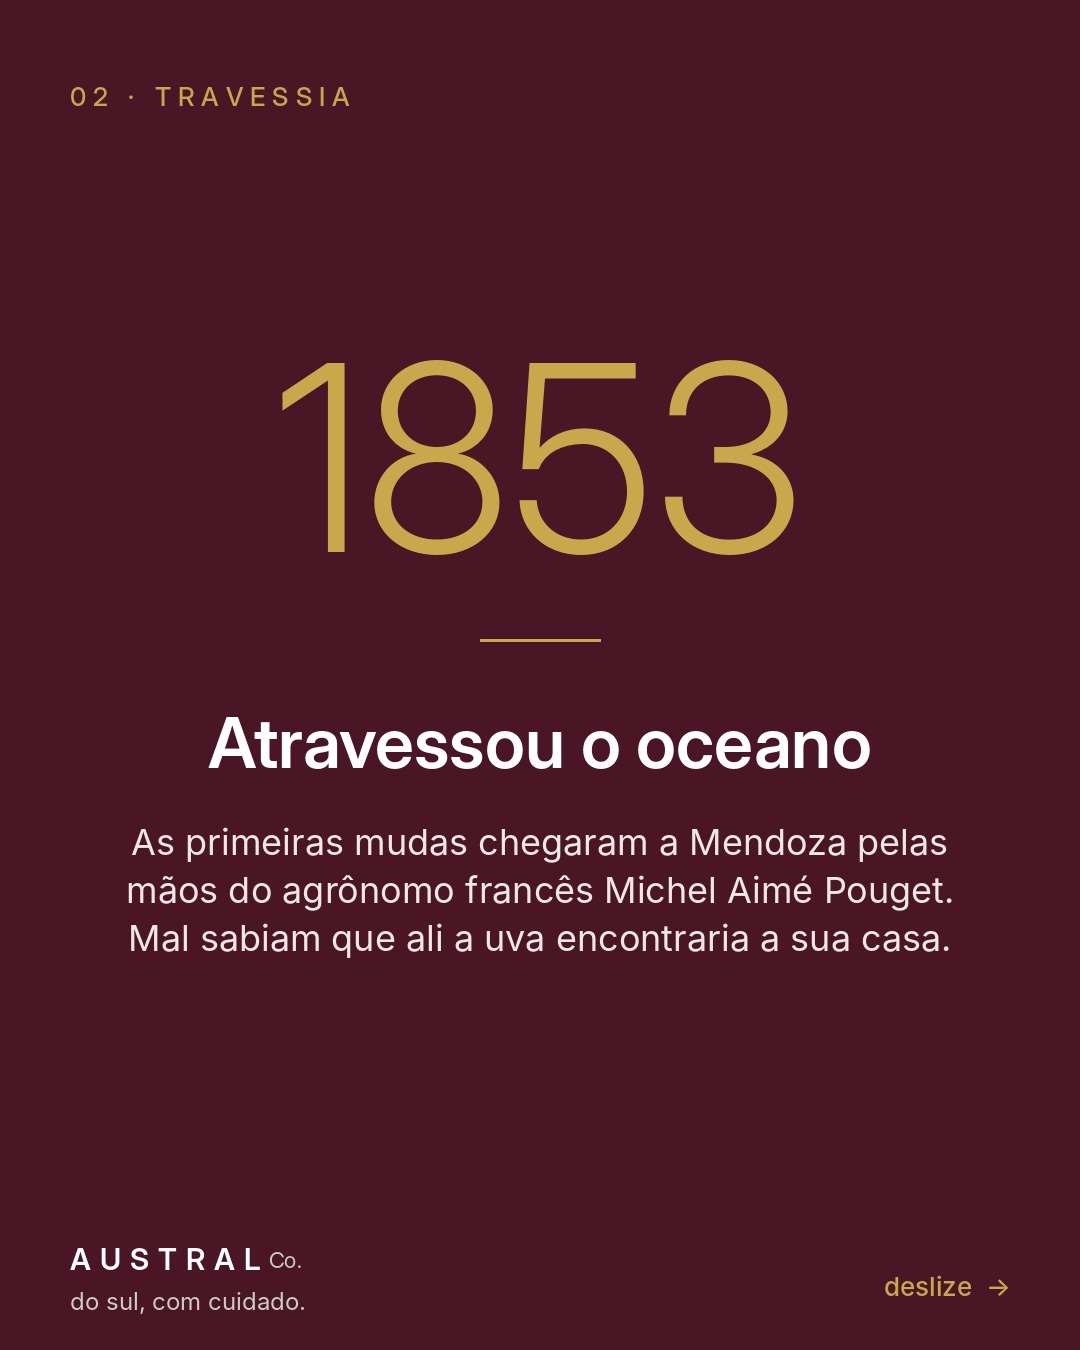 02 · TRAVESSIA
1853
Atravessou o oceano
As primeiras mudas chegaram a Mendoza pelas
mãos do agrônomo francês Michel Aimé Pouget.
Mal sabiam que ali a uva encontraria a sua casa.
AUSTRAL Co.
do sul, com cuidado.
deslize →